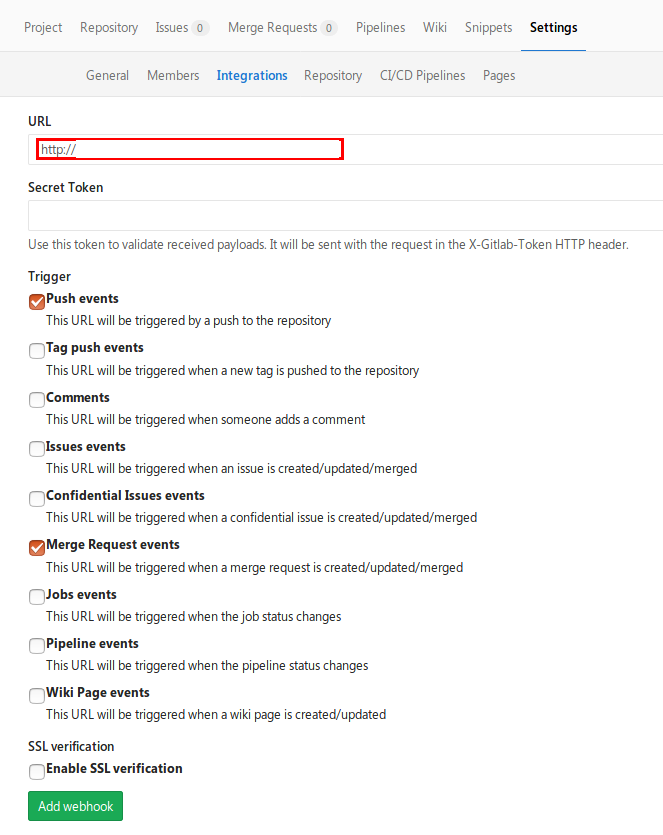 Project Repository Issues 0 Merge Requests 0 Pipelines Wiki Snippets Settings
General Members Integrations Repository CI/CD Pipelines Pages
URL
http://
Secret Token
Use this token to validate received payloads. It will be sent with the request in the X-Gitlab-Token HTTP header.
Trigger
Push events
This URL will be triggered by a push to the repository
Tag push events
This URL will be triggered when a new tag is pushed to the repository
Comments
This URL will be triggered when someone adds a comment
Issues events
This URL will be triggered when an issue is created/updated/merged
Confidential Issues events
This URL will be triggered when a confidential issue is created/updated/merged
Merge Request events
This URL will be triggered when a merge request is created/updated/merged
Jobs events
This URL will be triggered when the job status changes
Pipeline events
This URL will be triggered when the pipeline status changes
Wiki Page events
This URL will be triggered when a wiki page is created/updated
SSL verification
Enable SSL verification
Add webhook